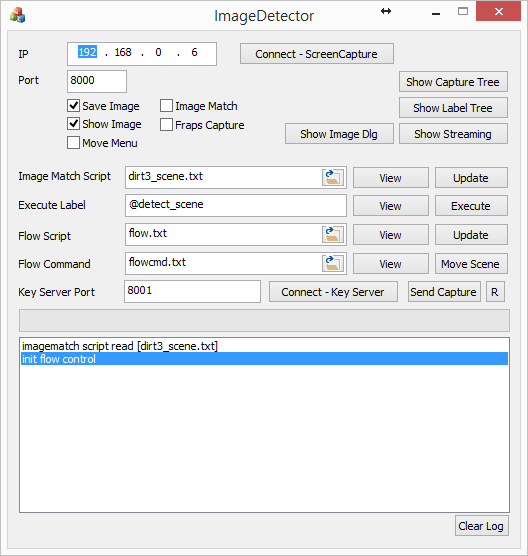 ImageDetector
IP 192 . 168 . 0 . 6 Connect - ScreenCapture
Port 8000 Show Capture Tree
Save Image Image Match Show Label Tree
Show Image Fraps Capture Show Image Dlg Show Streaming
Move Menu
Image Match Script dirt3_scene.txt View Update
Execute Label @detect_scene View Execute
Flow Script flow.txt View Update
Flow Command flowcmd.txt View Move Scene
Key Server Port 8001 Connect - Key Server Send Capture R
imagematch script read [dirt3_scene.txt]
init flow control
Clear Log